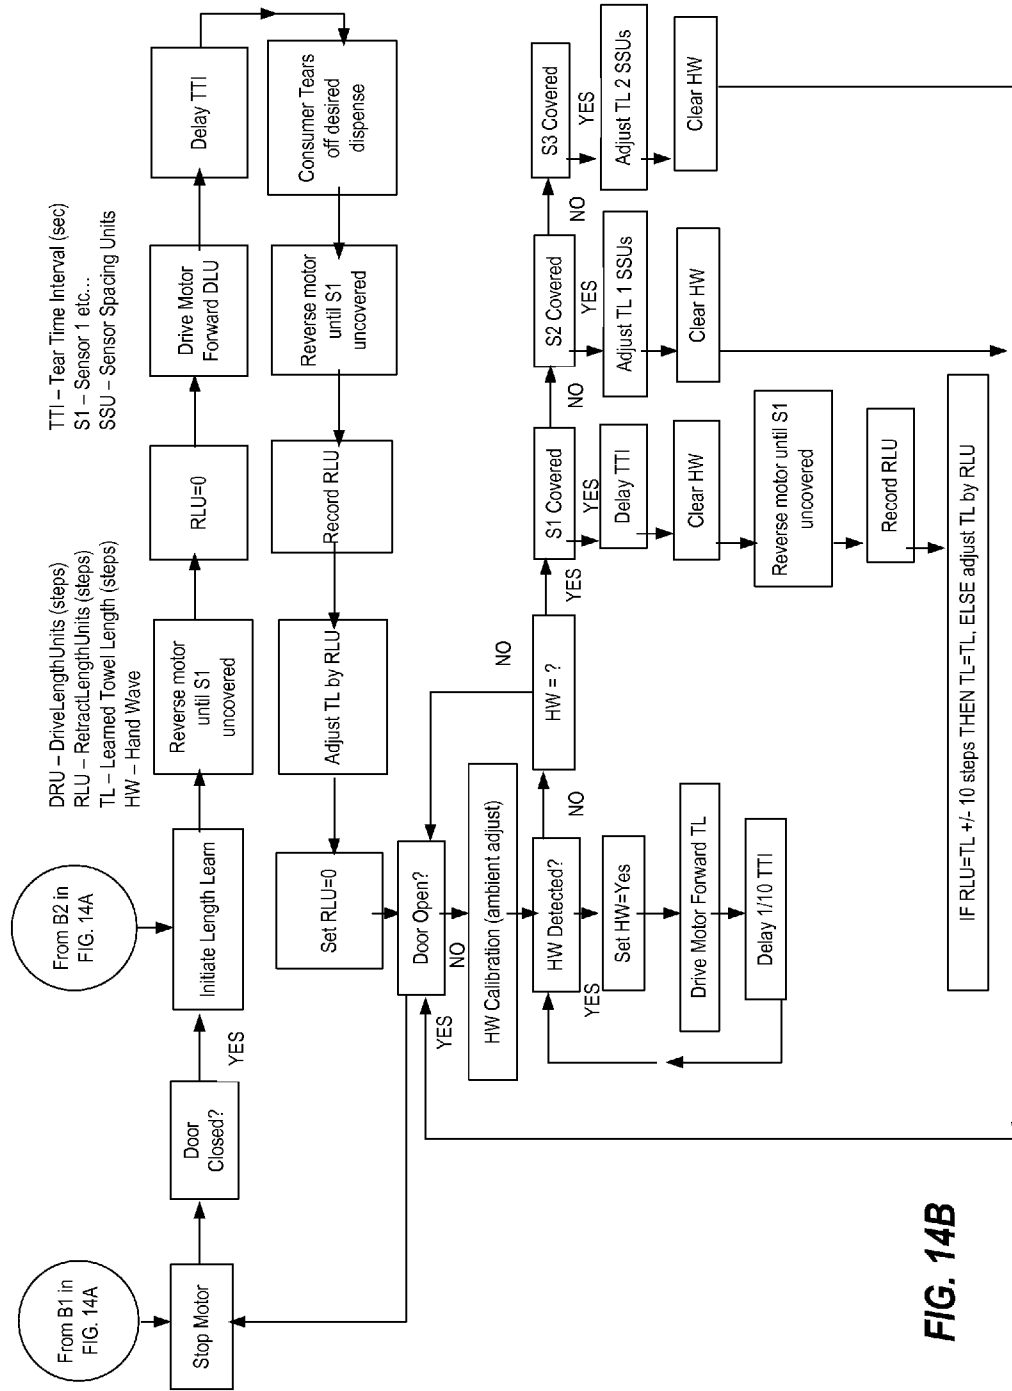 From B1 in
FIG. 14A
Stop Motor
Door
Closed?
YES
From B2 in
FIG. 14A
Initiate Length Learn
DRU – DriveLengthUnits (steps)
RLU – RetractLengthUnits (steps)
TL – Learned Towel Length (steps)
HW – Hand Wave
TTI – Tear Time Interval (sec)
S1 – Sensor 1 etc...
SSU – Sensor Spacing Units
Reverse motor
until S1
uncovered
RLU=0
Drive Motor
Forward DLU
Delay TTI
Consumer Tears
off desired
dispense
Reverse motor
until S1
uncovered
Record RLU
Adjust TL by RLU
Set RLU=0
Door Open?
YES
NO
HW Calibration (ambient adjust)
HW Detected?
YES
NO
Set HW=Yes
Drive Motor Forward TL
Delay 1/10 TTI
HW = ?
NO
YES
S1 Covered
YES
NO
Delay TTI
Clear HW
Reverse motor until S1
uncovered
Record RLU
IF RLU=TL +/- 10 steps THEN TL=TL, ELSE adjust TL by RLU
S2 Covered
YES
NO
Adjust TL 1 SSUs
Clear HW
S3 Covered
YES
Adjust TL 2 SSUs
Clear HW
FIG. 14B